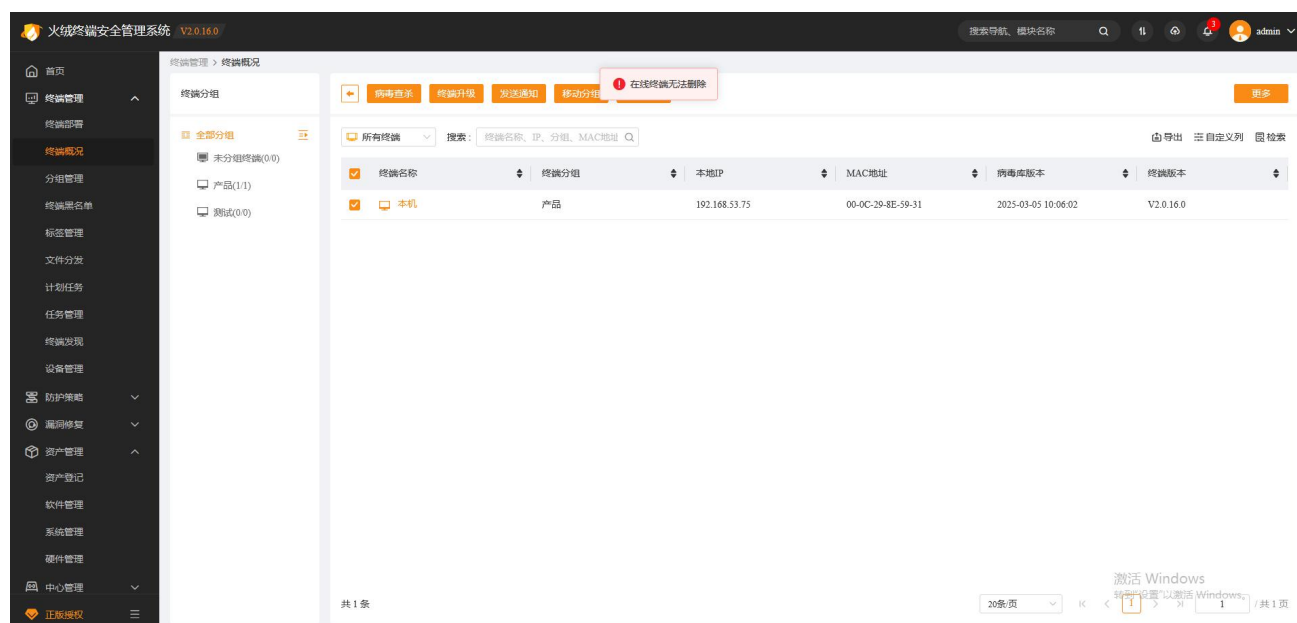 火绒终端安全管理系统 V2.0.16.0
搜索导航、模块名称
3
admin
首页
终端管理
终端部署
终端概况
分组管理
终端黑名单
标签管理
文件分发
计划任务
任务管理
终端发现
设备管理
防护策略
漏洞修复
资产管理
资产登记
软件管理
系统管理
硬件管理
中心管理
正版授权
终端管理 > 终端概况
终端分组
全部分组
未分组终端(0/0)
产品(1/1)
测试(0/0)
病毒查杀 终端升级 发送通知 移动分组
在线终端无法删除
更多
所有终端 搜索: 终端名称、IP、分组、MAC地址
导出 自定义列 检索
终端名称 终端分组 本地IP MAC地址 病毒库版本 终端版本
本机 产品 192.168.53.75 00-0C-29-8E-59-31 2025-03-05 10:06:02 V2.0.16.0
激活 Windows
转到"设置"以激活 Windows。
共 1 条
20条/页 1 1 / 共 1 页